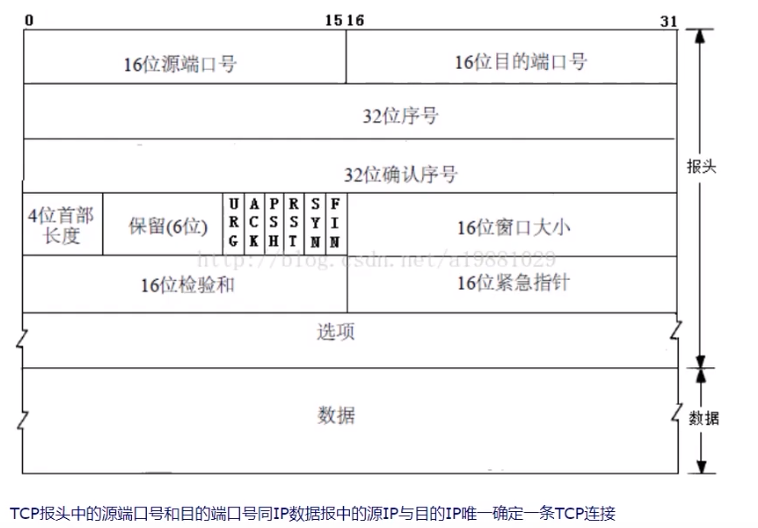 0 15 16 31
16位源端口号 16位目的端口号
32位序号
32位确认序号
报头
4位首部长度 保留(6位) URG ACK PSH RST SYN FIN 16位窗口大小
http://blog.csdn.net/a19881029
16位检验和 16位紧急指针
选项
数据
数据
TCP报头中的源端口号和目的端口号同IP数据报中的源IP与目的IP唯一确定一条TCP连接